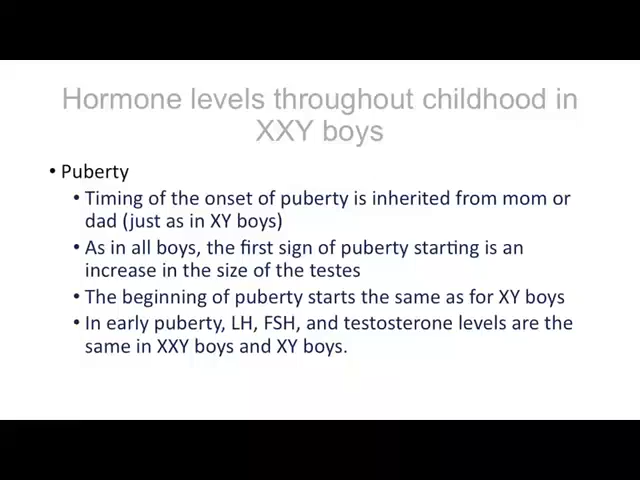 Hormone levels throughout childhood in
XXY boys
• Puberty
• Timing of the onset of puberty is inherited from mom or
dad (just as in XY boys)
• As in all boys, the first sign of puberty starting is an
increase in the size of the testes
• The beginning of puberty starts the same as for XY boys
• In early puberty, LH, FSH, and testosterone levels are the
same in XXY boys and XY boys.